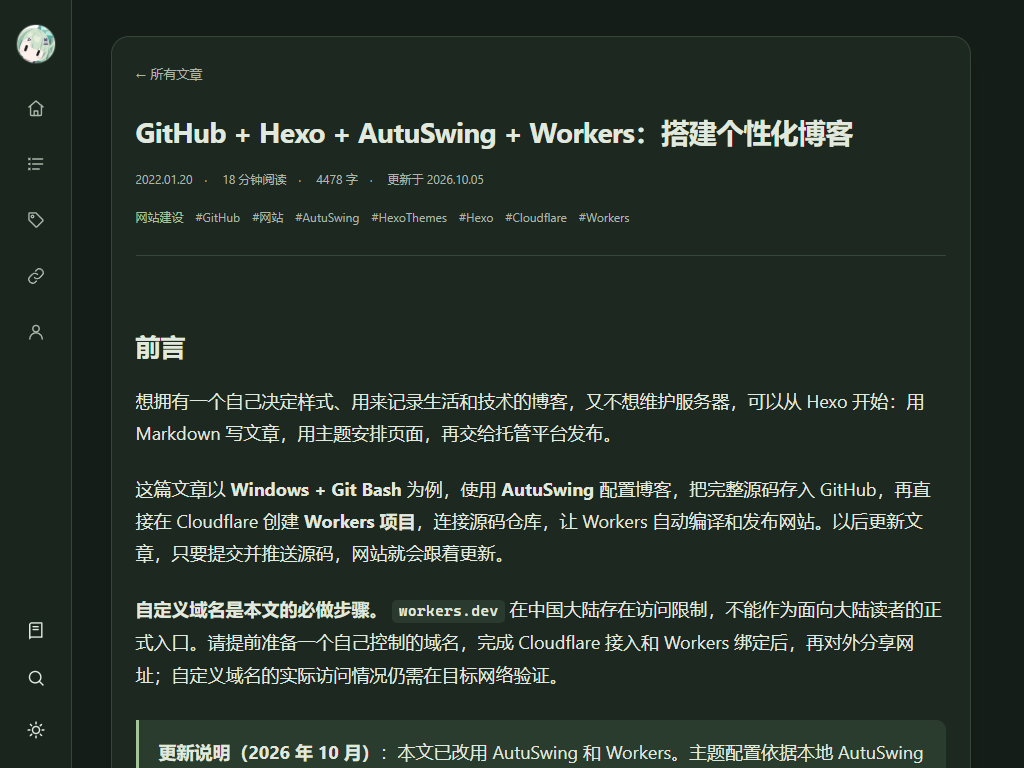 ← 所有文章
GitHub + Hexo + AutuSwing + Workers：搭建个性化博客
2022.01.20 · 18 分钟阅读 · 4478 字 · 更新于 2026.10.05
网站建设 #GitHub #网站 #AutuSwing #HexoThemes #Hexo #Cloudflare #Workers
前言
想拥有一个自己决定样式、用来记录生活和技术的博客，又不想维护服务器，可以从 Hexo 开始：用
Markdown 写文章，用主题安排页面，再交给托管平台发布。
这篇文章以 Windows + Git Bash 为例，使用 AutuSwing 配置博客，把完整源码存入 GitHub，再直
接在 Cloudflare 创建 Workers 项目，连接源码仓库，让 Workers 自动编译和发布网站。以后更新文
章，只要提交并推送源码，网站就会跟着更新。
自定义域名是本文的必做步骤。 workers.dev 在中国大陆存在访问限制，不能作为面向大陆读者的正
式入口。请提前准备一个自己控制的域名，完成 Cloudflare 接入和 Workers 绑定后，再对外分享网
址；自定义域名的实际访问情况仍需在目标网络验证。
更新说明（2026 年 10 月）：本文已改用 AutuSwing 和 Workers。主题配置依据本地 AutuSwing